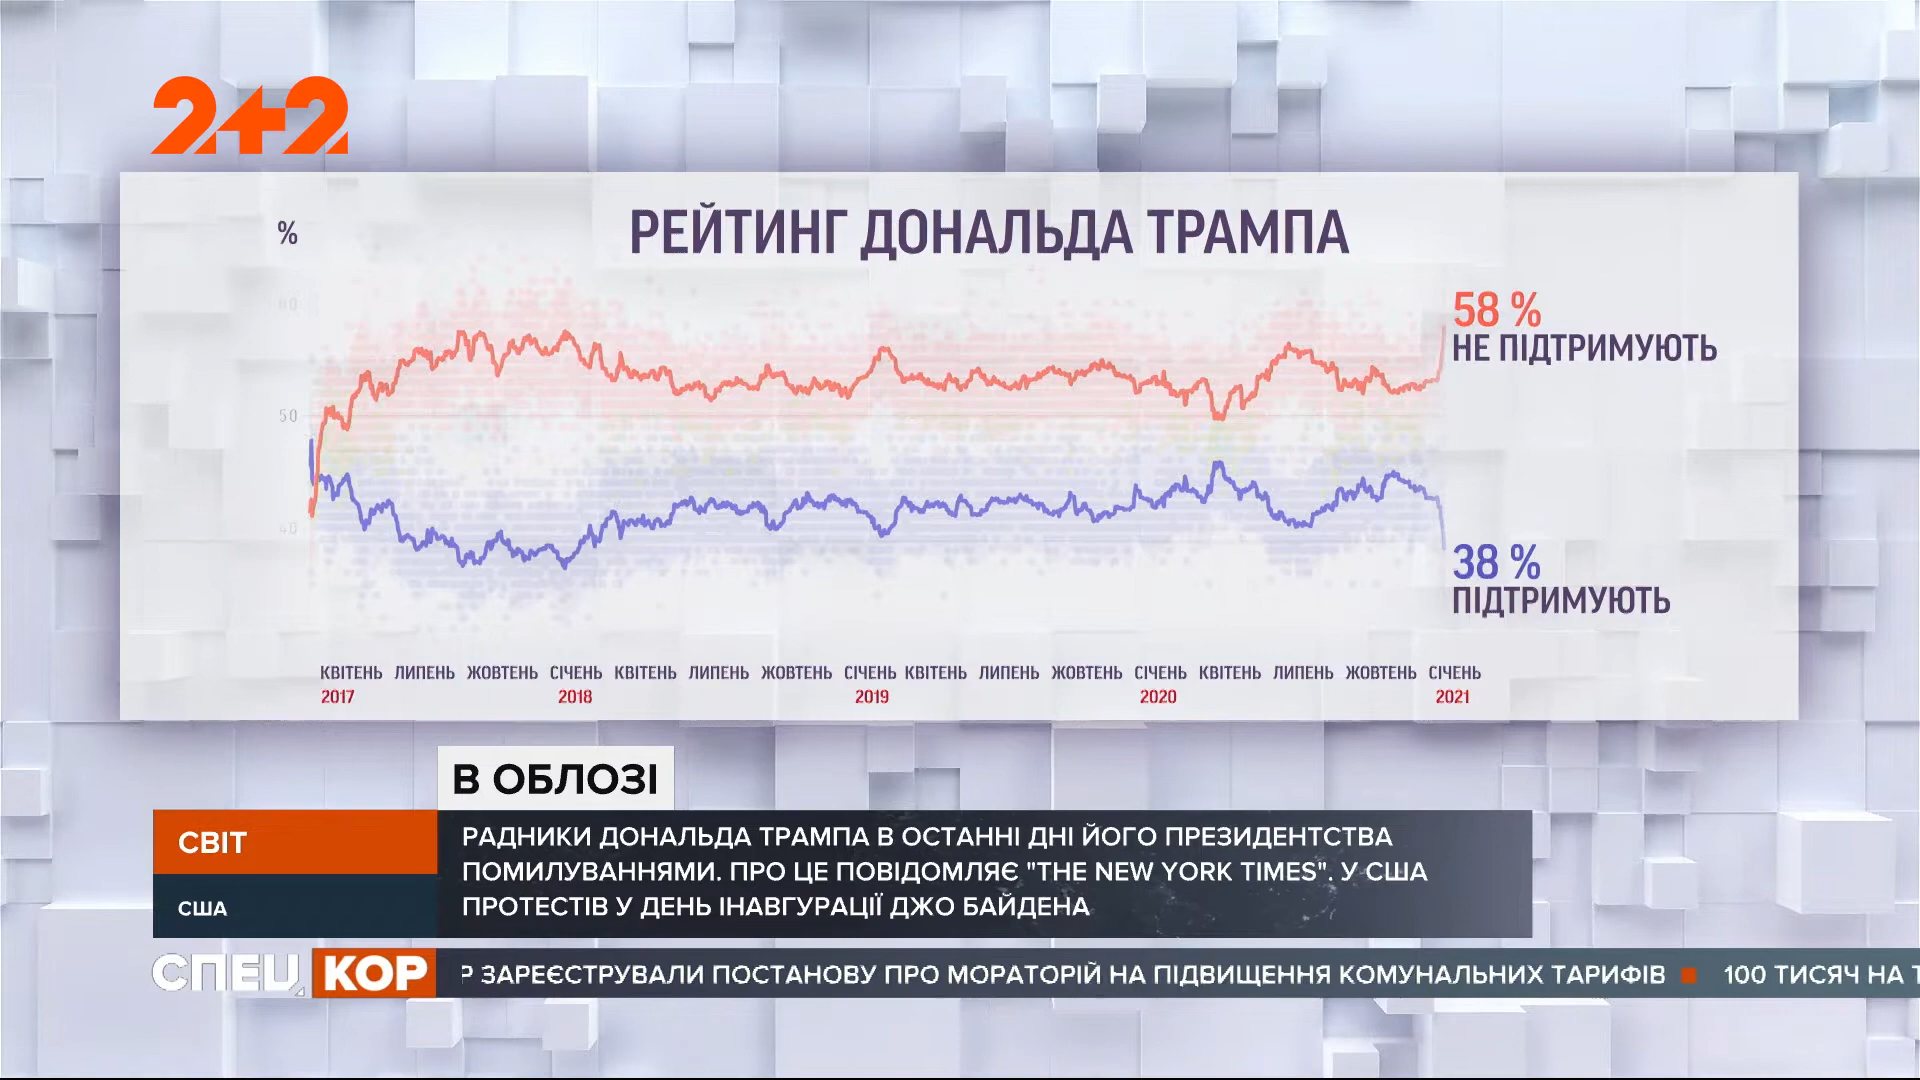 2+2
%
РЕЙТИНГ ДОНАЛЬДА ТРАМПА
60
50
40
58 %
НЕ ПІДТРИМУЮТЬ
38 %
ПІДТРИМУЮТЬ
КВІТЕНЬ ЛИПЕНЬ ЖОВТЕНЬ СІЧЕНЬ КВІТЕНЬ ЛИПЕНЬ ЖОВТЕНЬ СІЧЕНЬ КВІТЕНЬ ЛИПЕНЬ ЖОВТЕНЬ СІЧЕНЬ КВІТЕНЬ ЛИПЕНЬ ЖОВТЕНЬ СІЧЕНЬ
2017 2018 2019 2020 2021
В ОБЛОЗІ
СВІТ
США
РАДНИКИ ДОНАЛЬДА ТРАМПА В ОСТАННІ ДНІ ЙОГО ПРЕЗИДЕНТСТВА
ПОМИЛУВАННЯМИ. ПРО ЦЕ ПОВІДОМЛЯЄ "THE NEW YORK TIMES". У США
ПРОТЕСТІВ У ДЕНЬ ІНАВГУРАЦІЇ ДЖО БАЙДЕНА
СПЕЦ КОР
Р ЗАРЕЄСТРУВАЛИ ПОСТАНОВУ ПРО МОРАТОРІЙ НА ПІДВИЩЕННЯ КОМУНАЛЬНИХ ТАРИФІВ 100 ТИСЯЧ НА Т